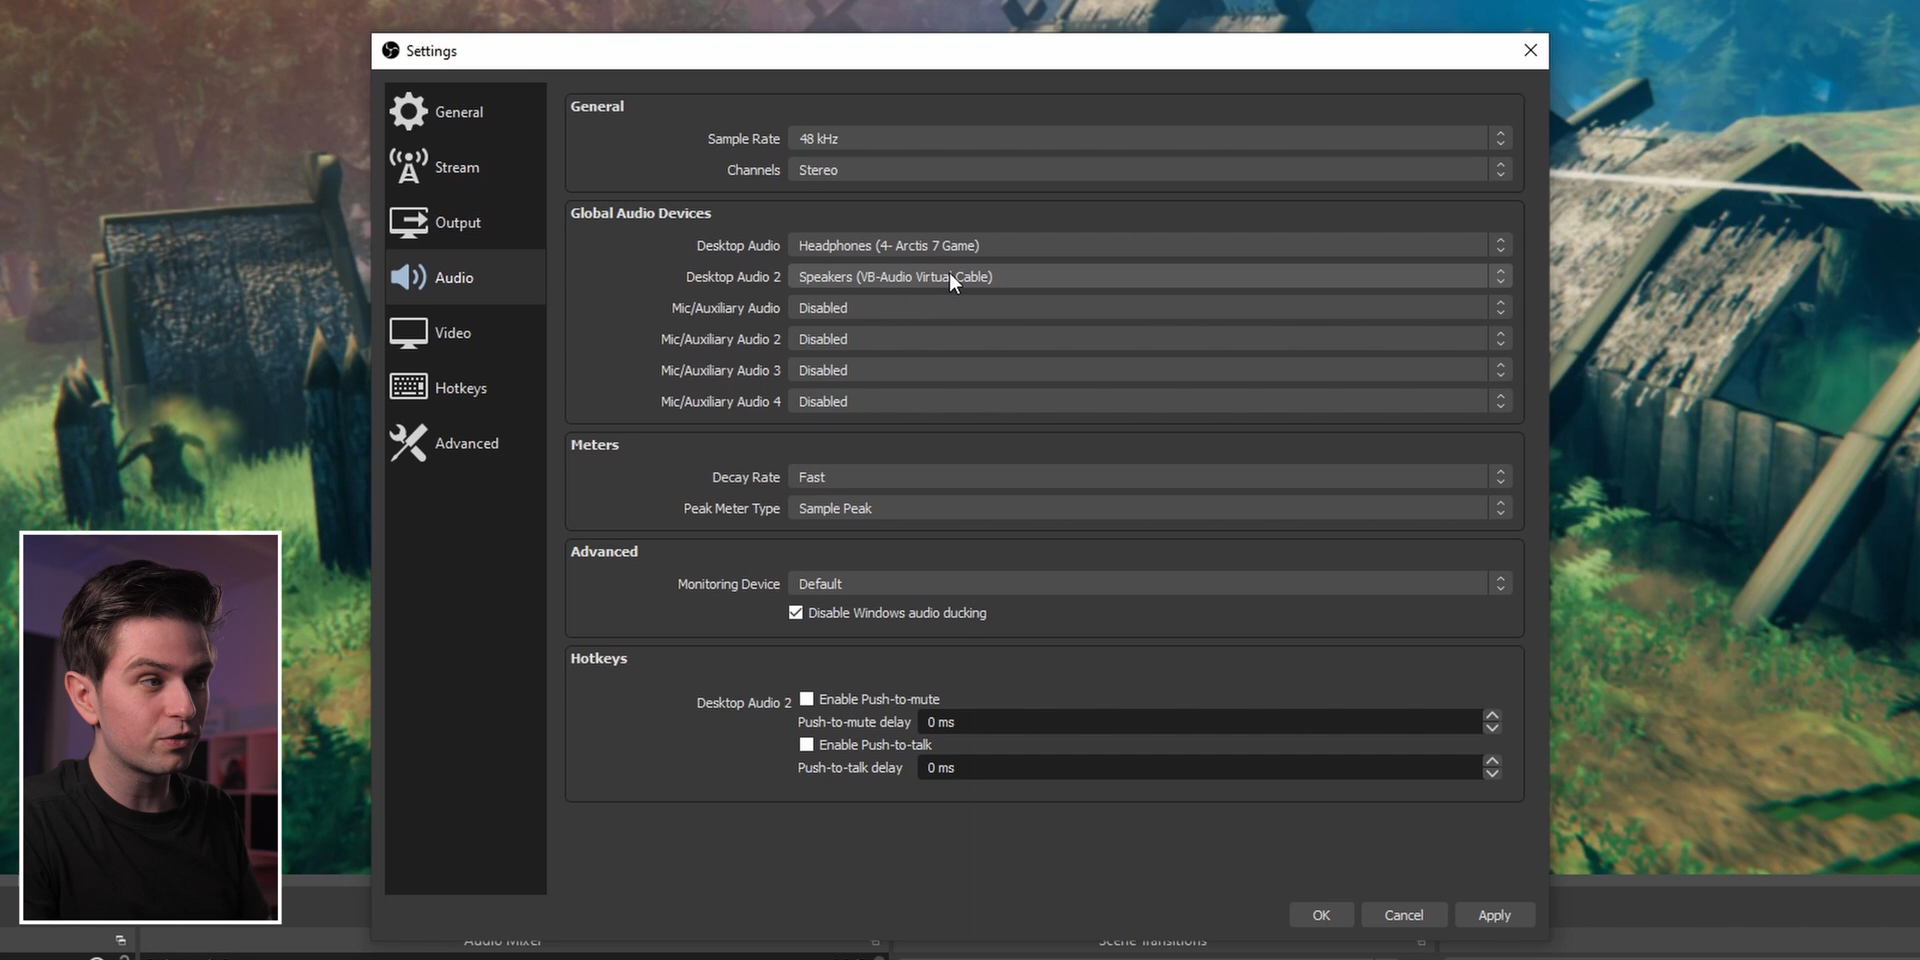 Settings
General
Stream
Output
Audio
Video
Hotkeys
Advanced
General
Sample Rate 48 kHz
Channels Stereo
Global Audio Devices
Desktop Audio Headphones (4- Arctis 7 Game)
Desktop Audio 2 Speakers (VB-Audio Virtual Cable)
Mic/Auxiliary Audio Disabled
Mic/Auxiliary Audio 2 Disabled
Mic/Auxiliary Audio 3 Disabled
Mic/Auxiliary Audio 4 Disabled
Meters
Decay Rate Fast
Peak Meter Type Sample Peak
Advanced
Monitoring Device Default
Disable Windows audio ducking
Hotkeys
Desktop Audio 2 Enable Push-to-mute
Push-to-mute delay 0 ms
Enable Push-to-talk
Push-to-talk delay 0 ms
OK Cancel Apply
Audio Mixer Scene Transitions